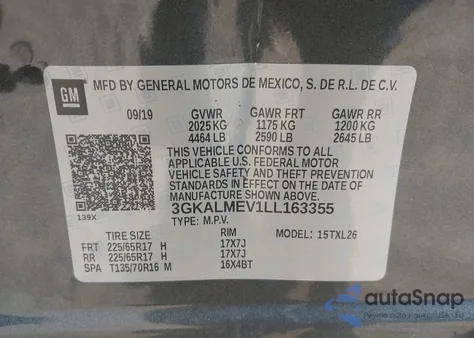 GM
MFD BY GENERAL MOTORS DE MEXICO, S. DE R.L. DE C.V.
09/19 GVWR GAWR FRT GAWR RR
2025 KG 1175 KG 1200 KG
4464 LB 2590 LB 2645 LB
THIS VEHICLE CONFORMS TO ALL
APPLICABLE U.S. FEDERAL MOTOR
VEHICLE SAFETY AND THEFT PREVENTION
STANDARDS IN EFFECT ON THE DATE OF
MANUFACTURE SHOWN ABOVE.
139X
3GKALMEV1LL163355
TYPE: M.P.V.
TIRE SIZE RIM MODEL: 15TXL26
FRT 225/65R17 H 17X7J
RR 225/65R17 H 17X7J
SPA T135/70R16 M 16X4BT
autoSnap